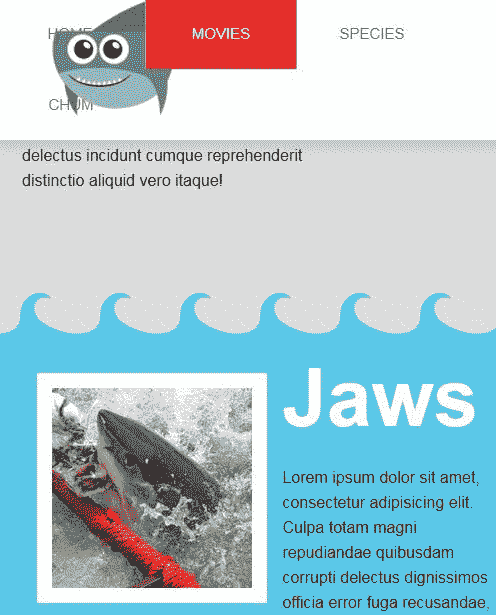 HOME MOVIES SPECIES
CHUM
delectus incidunt cumque reprehenderit
distinctio aliquid vero itaque!
Jaws
Lorem ipsum dolor sit amet,
consectetur adipisicing elit.
Culpa totam magni
repudiandae quibusdam
corrupti delectus dignissimos
officia error fuga recusandae